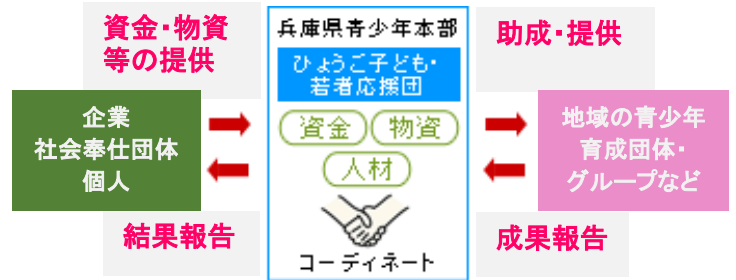 資金・物資
等の提供
企業
社会奉仕団体
個人
結果報告
兵庫県青少年本部
ひょうご子ども・
若者応援団
資金
物資
人材
コーディネート
助成・提供
地域の青少年
育成団体・
グループなど
成果報告